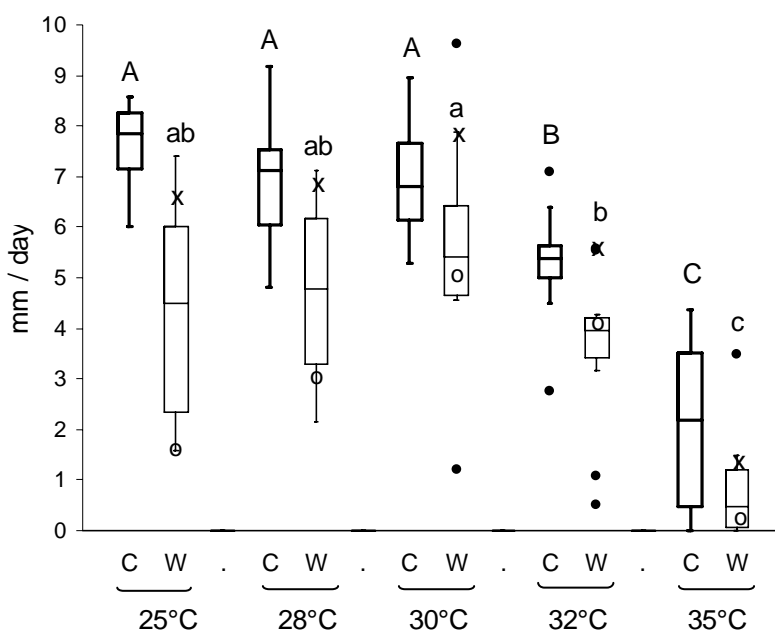 mm / day
10
9
8
7
6
5
4
3
2
1
0
A
A
A
B
C
ab
ab
a
b
c
x
x
x
x
x
o
o
o
o
o
C W . C W . C W . C W . C W
25°C 28°C 30°C 32°C 35°C